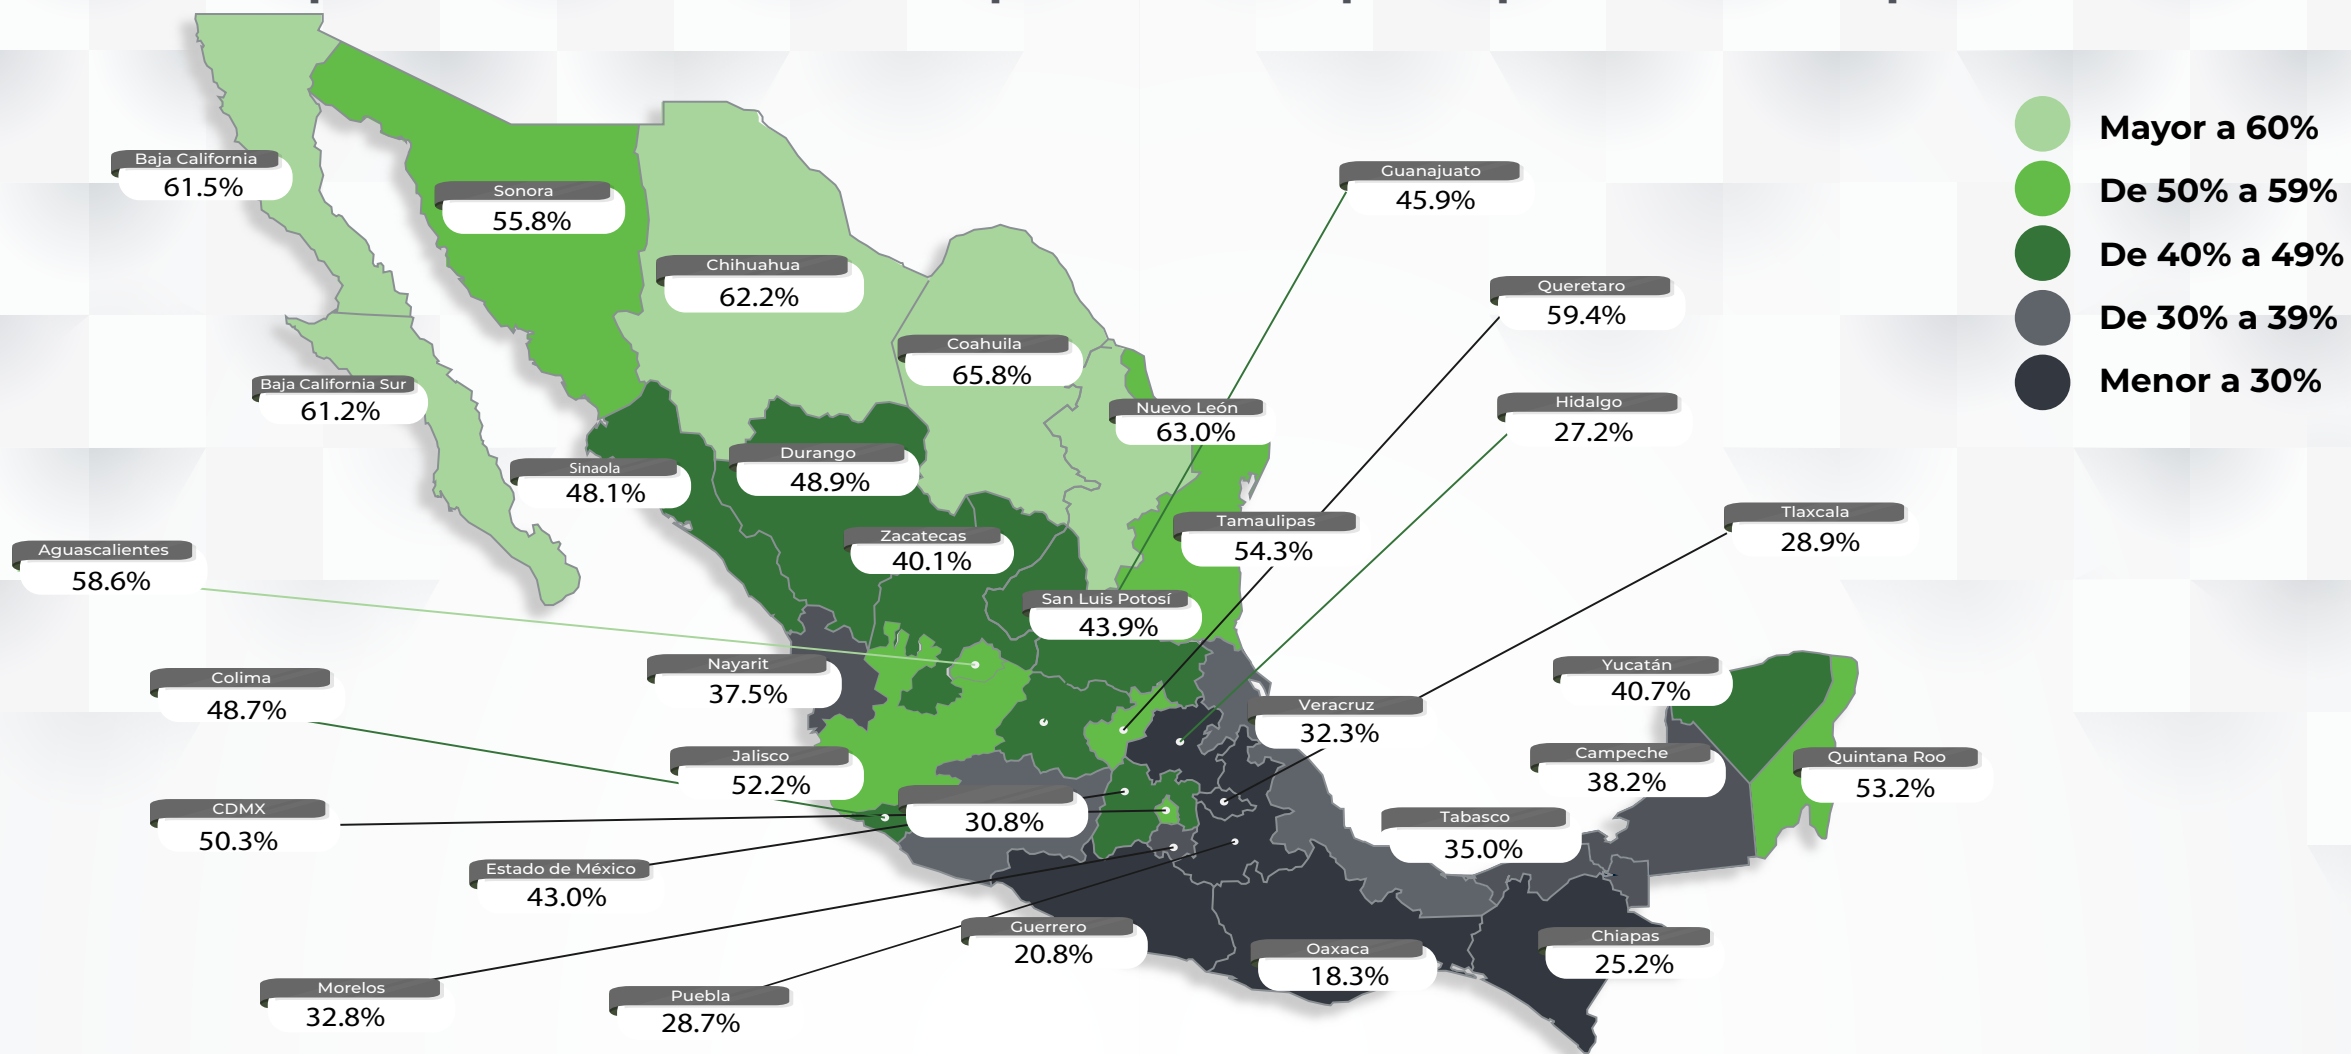 Mayor a 60%
De 50% a 59%
De 40% a 49%
De 30% a 39%
Menor a 30%
Baja California
61.5%
Sonora
55.8%
Chihuahua
62.2%
Coahuila
65.8%
Guanajuato
45.9%
Queretaro
59.4%
Hidalgo
27.2%
Tlaxcala
28.9%
Baja California Sur
61.2%
Sinaola
48.1%
Durango
48.9%
Nuevo León
63.0%
Zacatecas
40.1%
Tamaulipas
54.3%
San Luis Potosí
43.9%
Aguascalientes
58.6%
Colima
48.7%
CDMX
50.3%
Nayarit
37.5%
Jalisco
52.2%
30.8%
Estado de México
43.0%
Morelos
32.8%
Puebla
28.7%
Guerrero
20.8%
Oaxaca
18.3%
Veracruz
32.3%
Tabasco
35.0%
Chiapas
25.2%
Yucatán
40.7%
Campeche
38.2%
Quintana Roo
53.2%